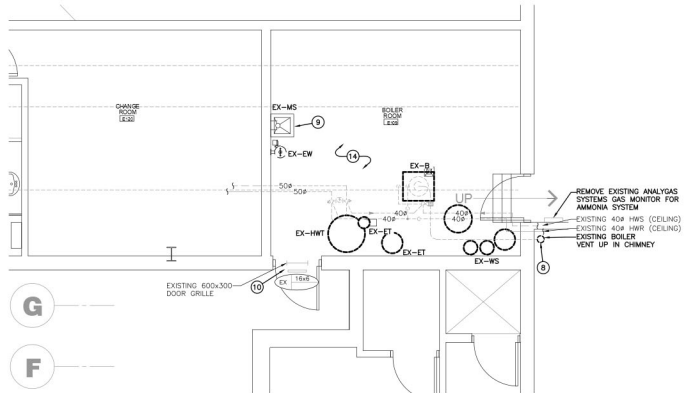 CHANGE
ROOM
EX-MS
9
BOILER
ROOM
EX-EW
14
EX-B
50ø
50ø
UP
40ø
40ø
40ø
40ø
EX-HWT
EX-ET
EX-ET
EX-WS
REMOVE EXISTING ANALYGAS
SYSTEMS GAS MONITOR FOR
AMMONIA SYSTEM
EXISTING 40ø HWS (CEILING)
EXISTING 40ø HWR (CEILING)
EXISTING BOILER
VENT UP IN CHIMNEY
8
EXISTING 600x300
DOOR GRILLE
10
EX
16x6
G
F